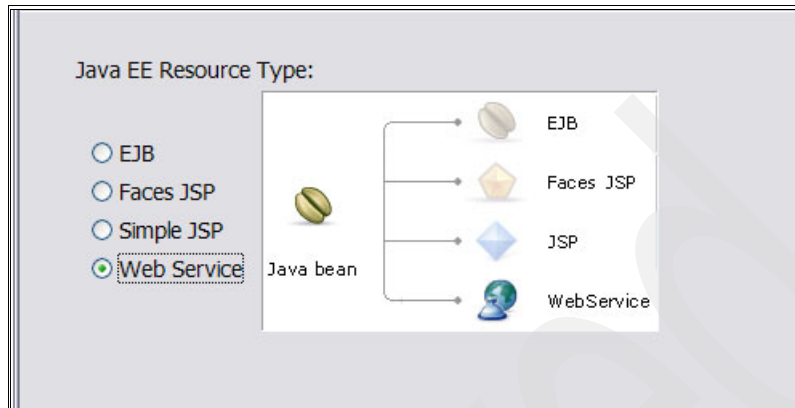 Java EE Resource Type:
EJB
Faces JSP
Simple JSP
Web Service
Java bean
EJB
Faces JSP
JSP
WebService